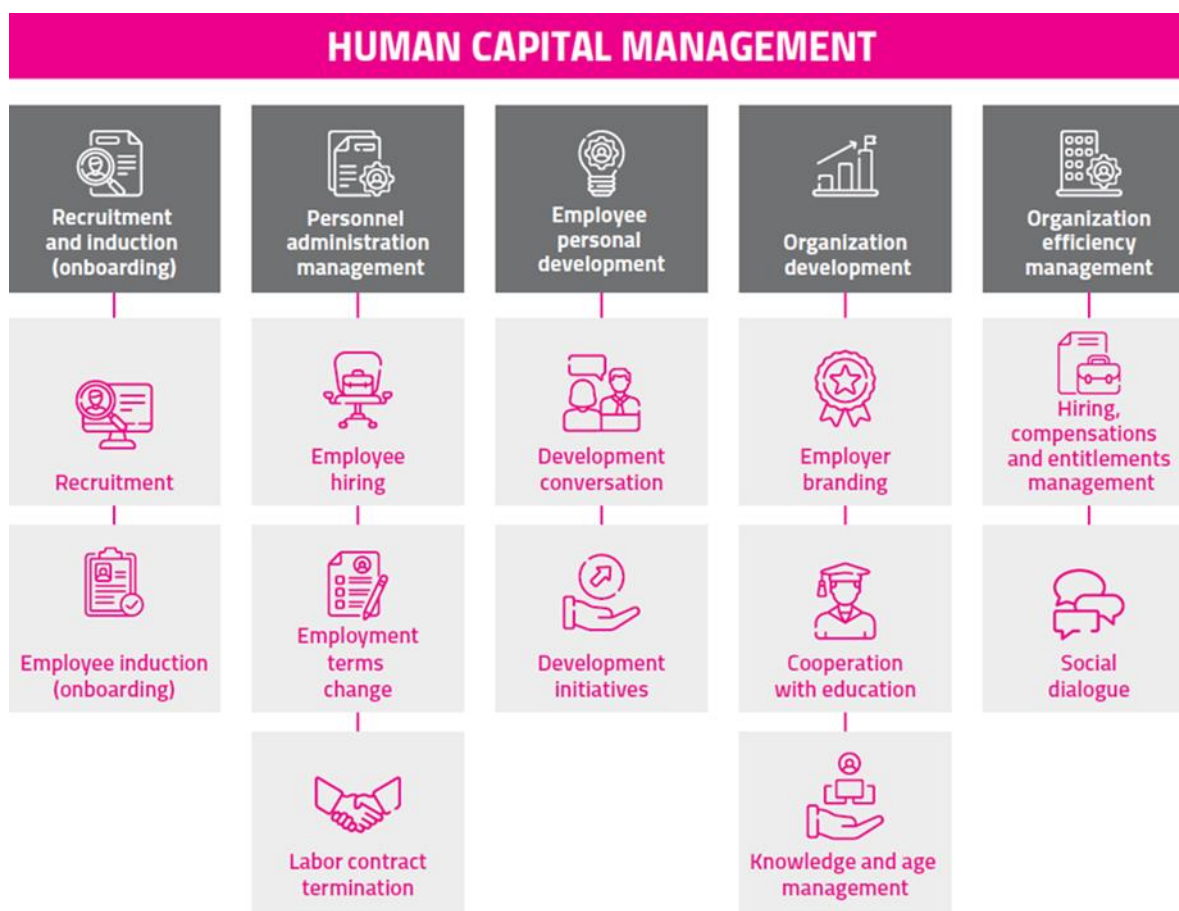 HUMAN CAPITAL MANAGEMENT
Recruitment
and induction
(onboarding)
Personnel
administration
management
Employee
personal
development
Organization
development
Organization
efficiency
management
Recruitment
Employee
hiring
Development
conversation
Employer
branding
Hiring,
compensations
and entitlements
management
Employee induction
(onboarding)
Employment
terms
change
Development
initiatives
Cooperation
with education
Social
dialogue
Labor contract
termination
Knowledge and age
management